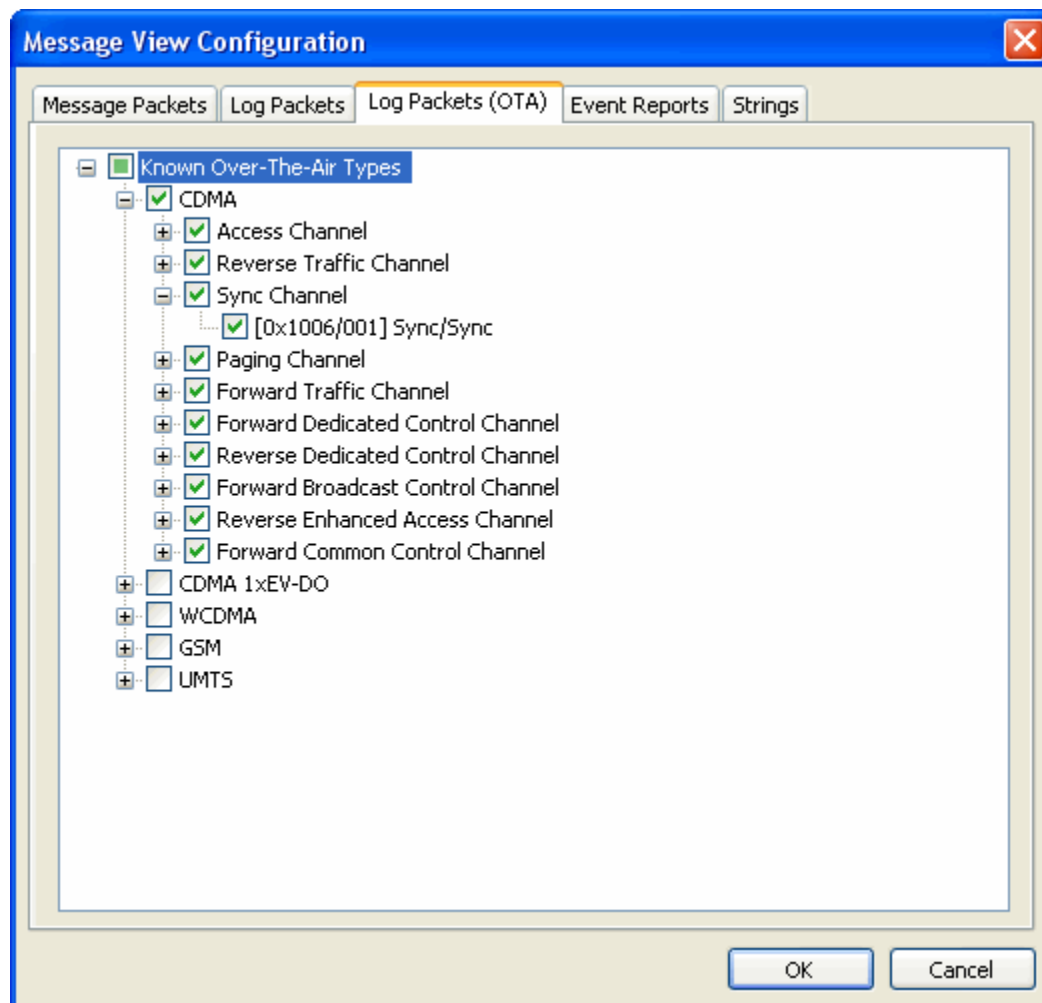 Message View Configuration
Message Packets Log Packets Log Packets (OTA) Event Reports Strings
Known Over-The-Air Types
CDMA
Access Channel
Reverse Traffic Channel
Sync Channel
[0x1006/001] Sync/Sync
Paging Channel
Forward Traffic Channel
Forward Dedicated Control Channel
Reverse Dedicated Control Channel
Forward Broadcast Control Channel
Reverse Enhanced Access Channel
Forward Common Control Channel
CDMA 1xEV-DO
WCDMA
GSM
UMTS
OK Cancel